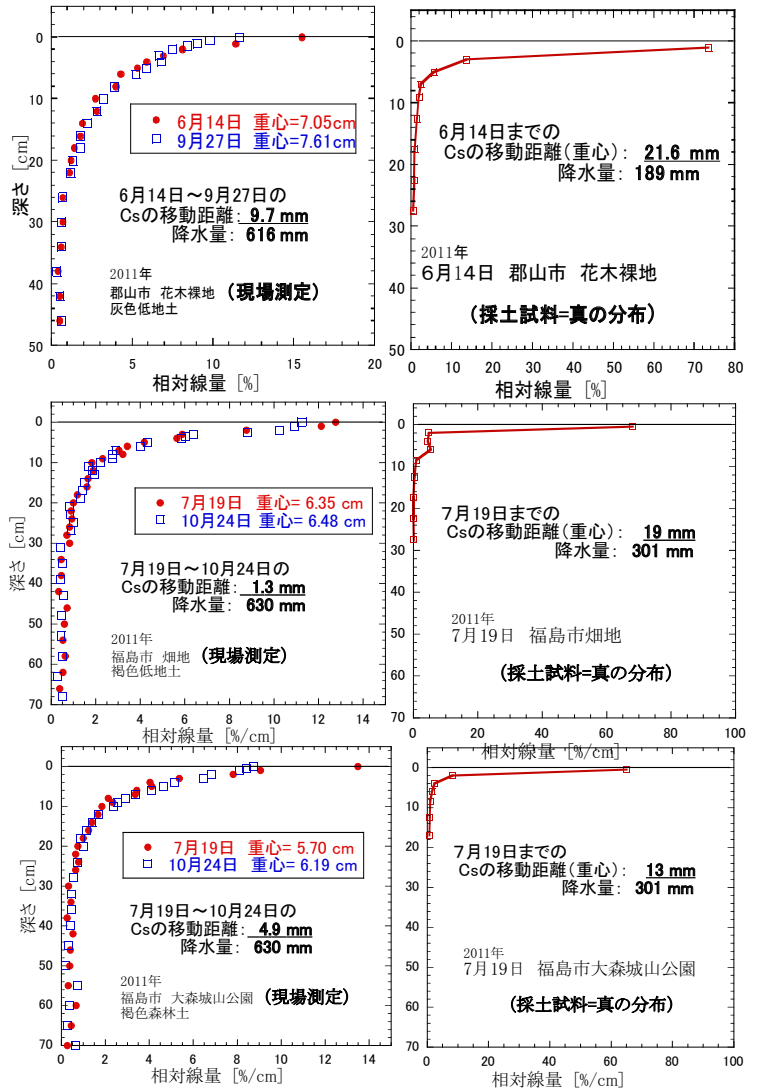 0
10
20
30
40
50
深さ [cm]
6月14日 重心=7.05cm
9月27日 重心=7.61cm
6月14日～9月27日の
Csの移動距離: 9.7 mm
降水量: 616 mm
2011年
郡山市 花木裸地 (現場測定)
灰色低地土
0 5 10 15 20
相対線量 [%]
0
10
20
30
40
50
6月14日までの
Csの移動距離(重心): 21.6 mm
降水量: 189 mm
2011年
6月14日 郡山市 花木裸地
(採土試料=真の分布)
0 10 20 30 40 50 60 70 80
相対線量 [%]
0
10
20
30
40
50
60
70
深さ [cm]
7月19日 重心= 6.35 cm
10月24日 重心= 6.48 cm
7月19日～10月24日の
Csの移動距離: 1.3 mm
降水量: 630 mm
2011年
福島市 畑地 (現場測定)
褐色低地土
0 2 4 6 8 10 12 14
相対線量 [%/cm]
0
10
20
30
40
50
60
70
7月19日までの
Csの移動距離(重心): 19 mm
降水量: 301 mm
2011年
7月19日 福島市畑地
(採土試料=真の分布)
0 20 40 60 80 100
相対線量 [%/cm]
0
10
20
30
40
50
60
70
深さ [cm]
7月19日 重心= 5.70 cm
10月24日 重心= 6.19 cm
7月19日～10月24日の
Csの移動距離: 4.9 mm
降水量: 630 mm
2011年
福島市 大森城山公園 (現場測定)
褐色森林土
0 5 10 15
相対線量 [%/cm]
0
10
20
30
40
50
60
70
7月19日までの
Csの移動距離(重心): 13 mm
降水量: 301 mm
2011年
7月19日 福島市大森城山公園
(採土試料=真の分布)
0 20 40 60 80 100
相対線量 [%/cm]